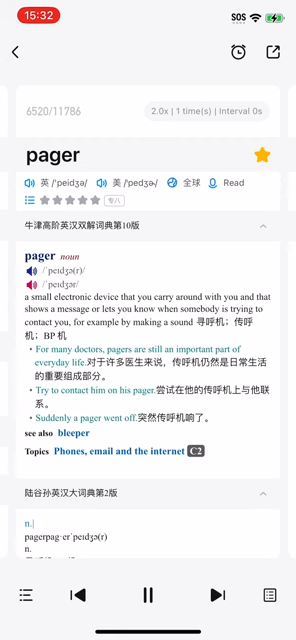 15:32
SOS
6520/11786
2.0x | 1 time(s) | Interval 0s
pager
英 /ˈpeidʒə/ 美 /ˈpeidʒɚ/ 全球 Read
专八
牛津高阶英汉双解词典第10版
pager noun
/ˈpeɪdʒə(r)/
/ˈpeɪdʒər/
a small electronic device that you carry around with you and that
shows a message or lets you know when somebody is trying to
contact you, for example by making a sound 寻呼机；传呼
机；BP 机
• For many doctors, pagers are still an important part of
everyday life.对于许多医生来说，传呼机仍然是日常生活
的重要组成部分。
• Try to contact him on his pager.尝试在他的传呼机上与他联
系。
• Suddenly a pager went off.突然传呼机响了。
see also bleeper
Topics Phones, email and the internet C2
陆谷孙英汉大词典第2版
n.|
pagerpag·erˈpeɪdʒə(r)
n.